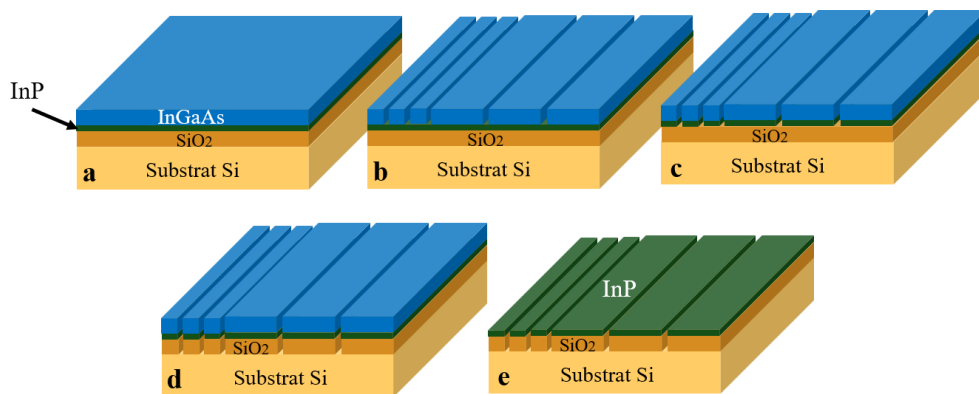 InP
InGaAs
SiO2
Substrat Si
a
SiO2
Substrat Si
b
SiO2
Substrat Si
c
SiO2
Substrat Si
d
InP
SiO2
Substrat Si
e